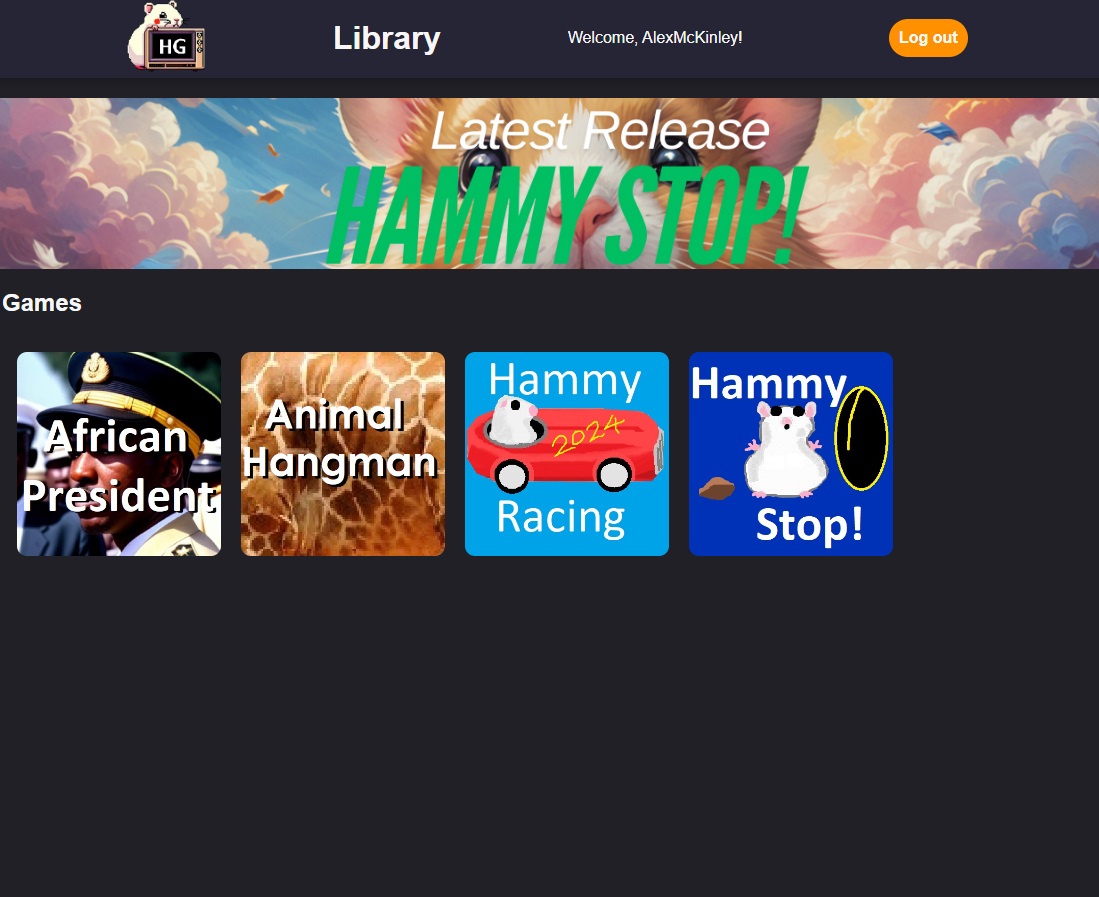 HG
Library
Welcome, AlexMcKinley!
Log out
Latest Release
HAMMY STOP!
Games
African
President
Animal
Hangman
Hammy
2024
Racing
Hammy
Stop!